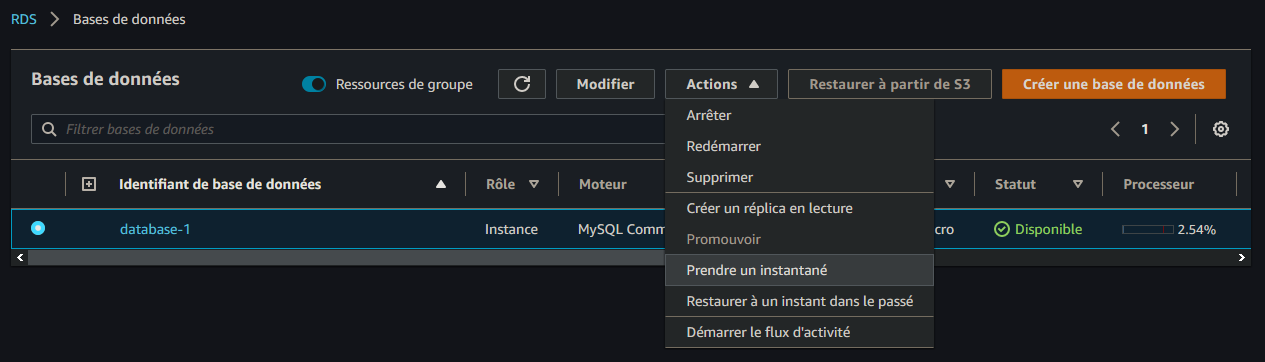 RDS > Bases de données
Bases de données
Ressources de groupe
Modifier
Actions
Restaurer à partir de S3
Créer une base de données
Filtrer bases de données
1
Arrêter
Redémarrer
Supprimer
Créer un réplica en lecture
Promouvoir
Prendre un instantané
Restaurer à un instant dans le passé
Démarrer le flux d'activité
Identifiant de base de données
Rôle
Moteur
Statut
Processeur
database-1
Instance
MySQL Comm
cro
Disponible
2.54%